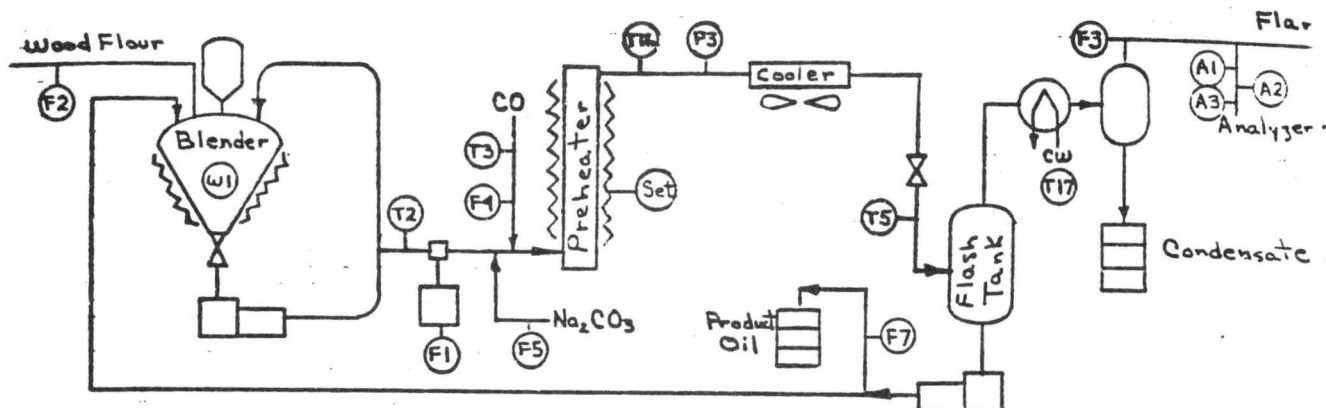 Wood Flour
F2
Blender
W1
T2
F1
CO
T3
F4
Na2CO3
F5
Preheater
Set
P3
Cooler
T5
Product
Oil
F7
Flash
Tank
CW
T17
F3
Flar
A1
A2
A3
Analyzer
Condensate